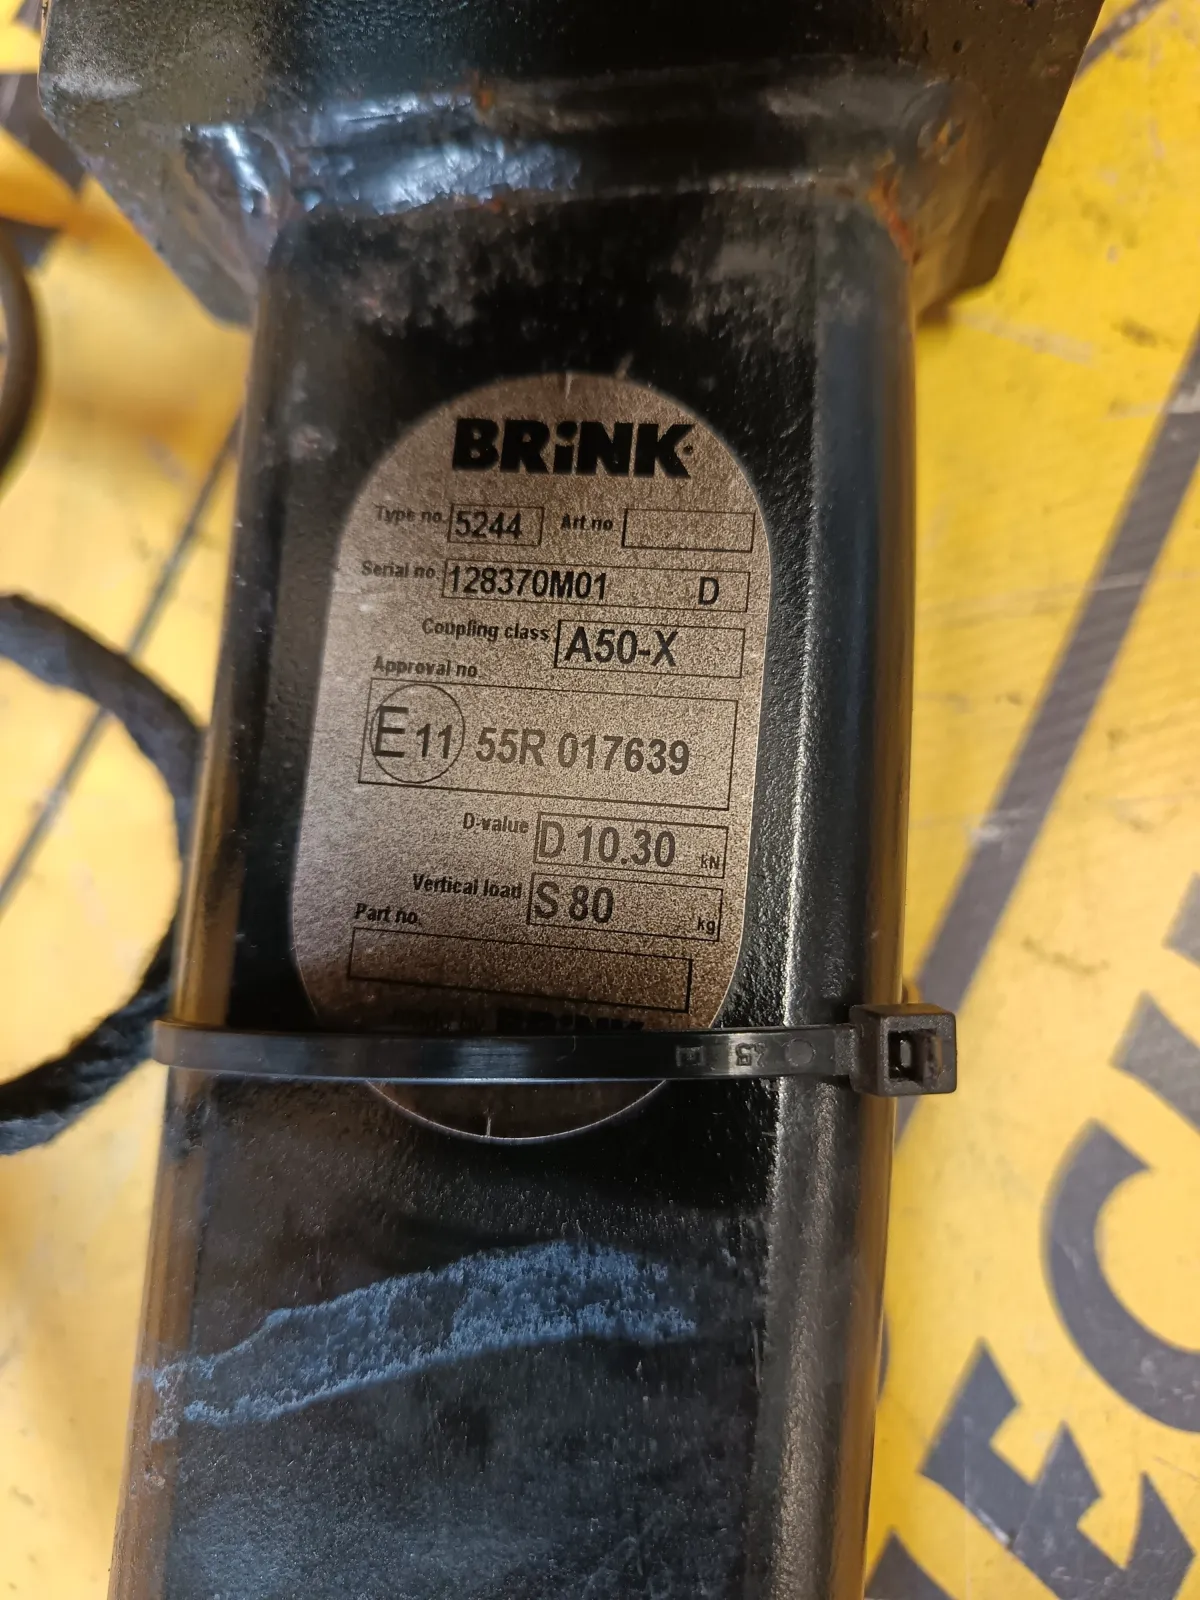 BRiNK
Type no. 5244 Art no
Serial no. 128370M01 D
Coupling class A50-X
Approval no
E11 55R 017639
D-value D 10.30 kN
Vertical load S 80 kg
Part no.